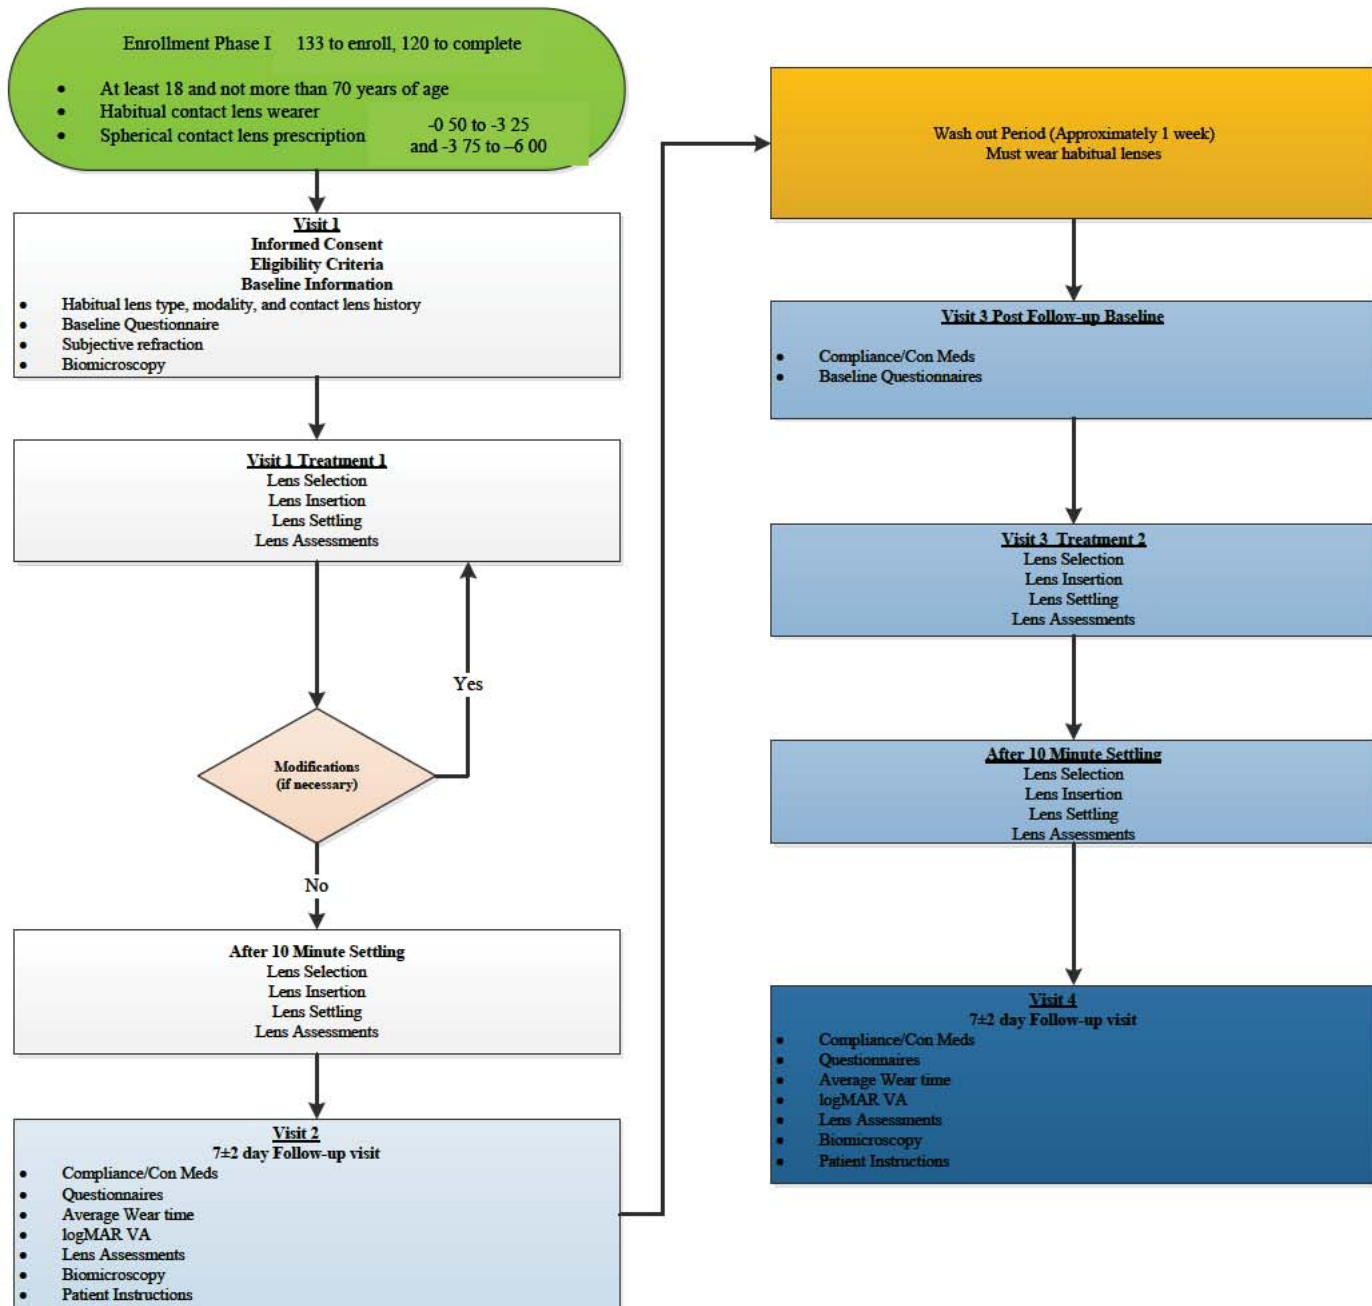 Enrollment Phase I 133 to enroll, 120 to complete
• At least 18 and not more than 70 years of age
• Habitual contact lens wearer
• Spherical contact lens prescription -0 50 to -3 25
and -3 75 to –6 00
Visit 1
Informed Consent
Eligibility Criteria
Baseline Information
• Habitual lens type, modality, and contact lens history
• Baseline Questionnaire
• Subjective refraction
• Biomicroscopy
Visit 1 Treatment 1
Lens Selection
Lens Insertion
Lens Settling
Lens Assessments
Yes
Modifications
(if necessary)
No
After 10 Minute Settling
Lens Selection
Lens Insertion
Lens Settling
Lens Assessments
Visit 2
7±2 day Follow-up visit
• Compliance/Con Meds
• Questionnaires
• Average Wear time
• logMAR VA
• Lens Assessments
• Biomicroscopy
• Patient Instructions
Wash out Period (Approximately 1 week)
Must wear habitual lenses
Visit 3 Post Follow-up Baseline
• Compliance/Con Meds
• Baseline Questionnaires
Visit 3 Treatment 2
Lens Selection
Lens Insertion
Lens Settling
Lens Assessments
After 10 Minute Settling
Lens Selection
Lens Insertion
Lens Settling
Lens Assessments
Visit 4
7±2 day Follow-up visit
• Compliance/Con Meds
• Questionnaires
• Average Wear time
• logMAR VA
• Lens Assessments
• Biomicroscopy
• Patient Instructions